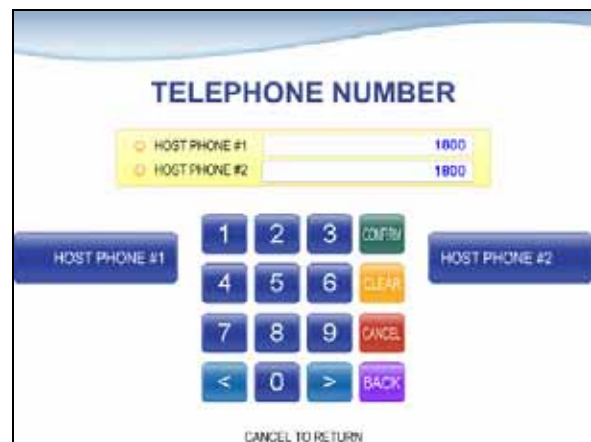 TELEPHONE NUMBER
HOST PHONE #1 1800
HOST PHONE #2 1800
1 2 3 CONFIRM
HOST PHONE #1 HOST PHONE #2
4 5 6 CLEAR
7 8 9 CANCEL
< 0 > BACK
CANCEL TO RETURN